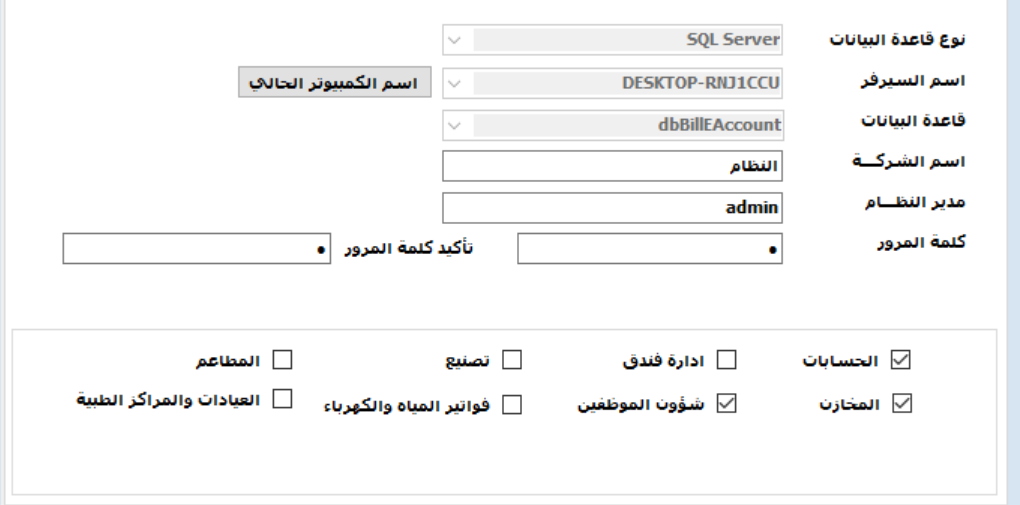 نوع قاعدة البيانات SQL Server
اسم السيرفر DESKTOP-RNJ1CCU اسم الكمبيوتر الحالي
قاعدة البيانات dbBillEAccount
اسم الشركــة النظام
مدير النظــام admin
كلمة المرور • تأكيد كلمة المرور •
الحسابات ادارة فندق تصنيع المطاعم
المخازن شؤون الموظفين فواتير المياه والكهرباء العيادات والمراكز الطبية